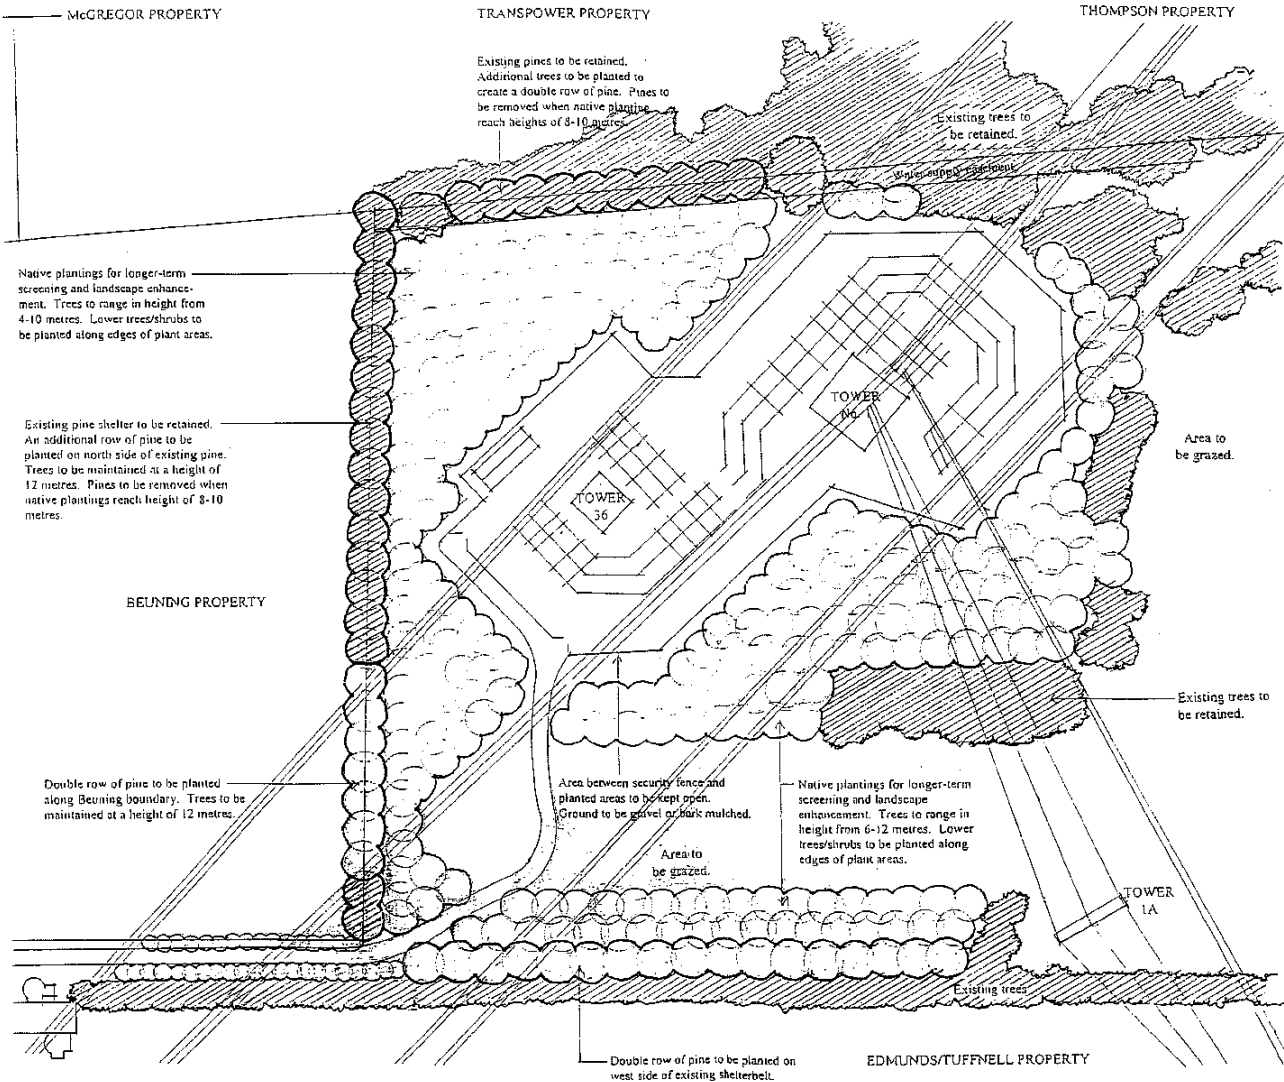 McGREGOR PROPERTY
TRANSPOWER PROPERTY
THOMPSON PROPERTY
Existing pines to be retained.
Additional trees to be planted to
create a double row of pine. Pines to
be removed when native planting
reach heights of 8-10 metres.
Existing trees to
be retained.
Water supply easement
Native plantings for longer-term
screening and landscape enhance-
ment. Trees to range in height from
4-10 metres. Lower trees/shrubs to
be planted along edges of plant areas.
Existing pine shelter to be retained.
An additional row of pine to be
planted on north side of existing pine.
Trees to be maintained at a height of
12 metres. Pines to be removed when
native plantings reach height of 8-10
metres.
TOWER
No.
Area to
be grazed.
TOWER
36
BEUNING PROPERTY
Existing trees to
be retained.
Double row of pine to be planted
along Beuning boundary. Trees to be
maintained at a height of 12 metres.
Area between security fence and
planted areas to be kept open.
Ground to be gravel or bark mulched.
Native plantings for longer-term
screening and landscape
enhancement. Trees to range in
height from 6-12 metres. Lower
trees/shrubs to be planted along
edges of plant areas.
Area to
be grazed.
TOWER
1A
Existing trees
Double row of pine to be planted on
west side of existing shelterbelt.
EDMUNDS/TUFFNELL PROPERTY